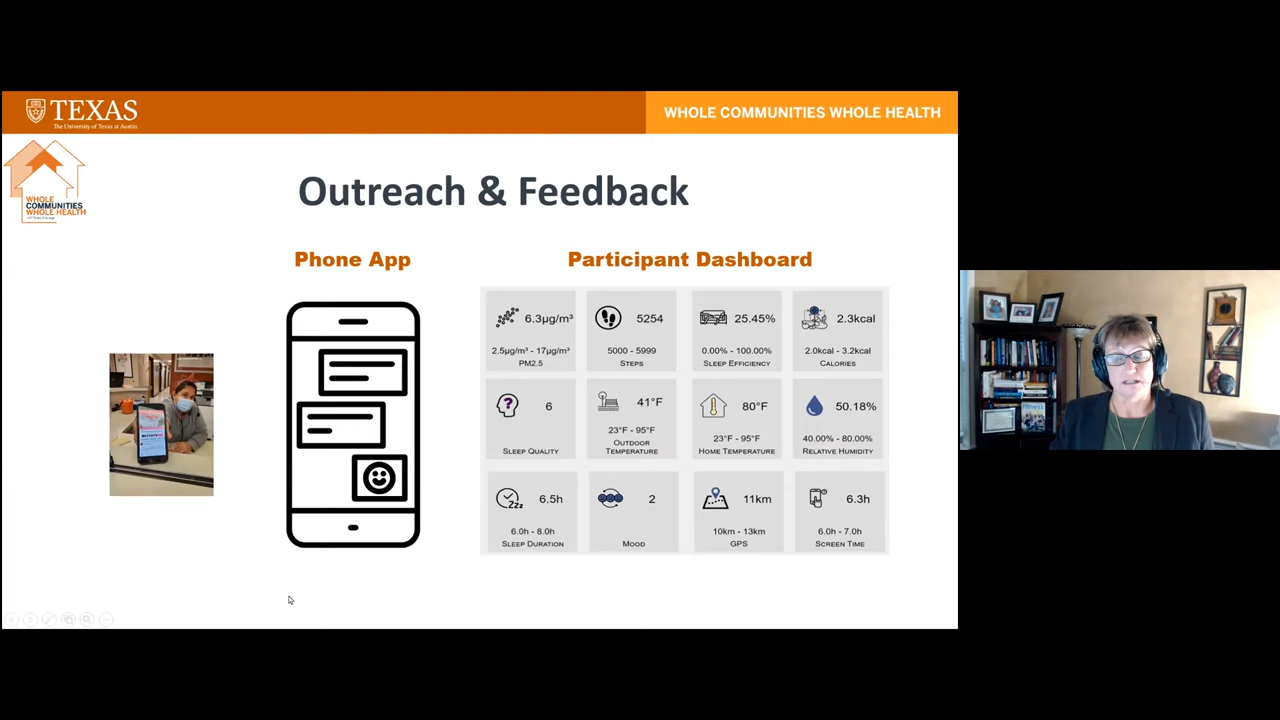 TEXAS
The University of Texas at Austin
WHOLE COMMUNITIES WHOLE HEALTH
WHOLE
COMMUNITIES
WHOLE HEALTH
Outreach & Feedback
Phone App
Participant Dashboard
6.3µg/m³
2.5µg/m³ - 17µg/m³
PM2.5
5254
5000 - 5999
STEPS
25.45%
0.00% - 100.00%
SLEEP EFFICIENCY
2.3kcal
2.0kcal - 3.2kcal
CALORIES
?
6
SLEEP QUALITY
41°F
23°F - 95°F
OUTDOOR
TEMPERATURE
80°F
23°F - 95°F
HOME TEMPERATURE
50.18%
40.00% - 80.00%
RELATIVE HUMIDITY
Zzz
6.5h
6.0h - 8.0h
SLEEP DURATION
2
MOOD
11km
10km - 13km
GPS
6.3h
6.0h - 7.0h
SCREEN TIME